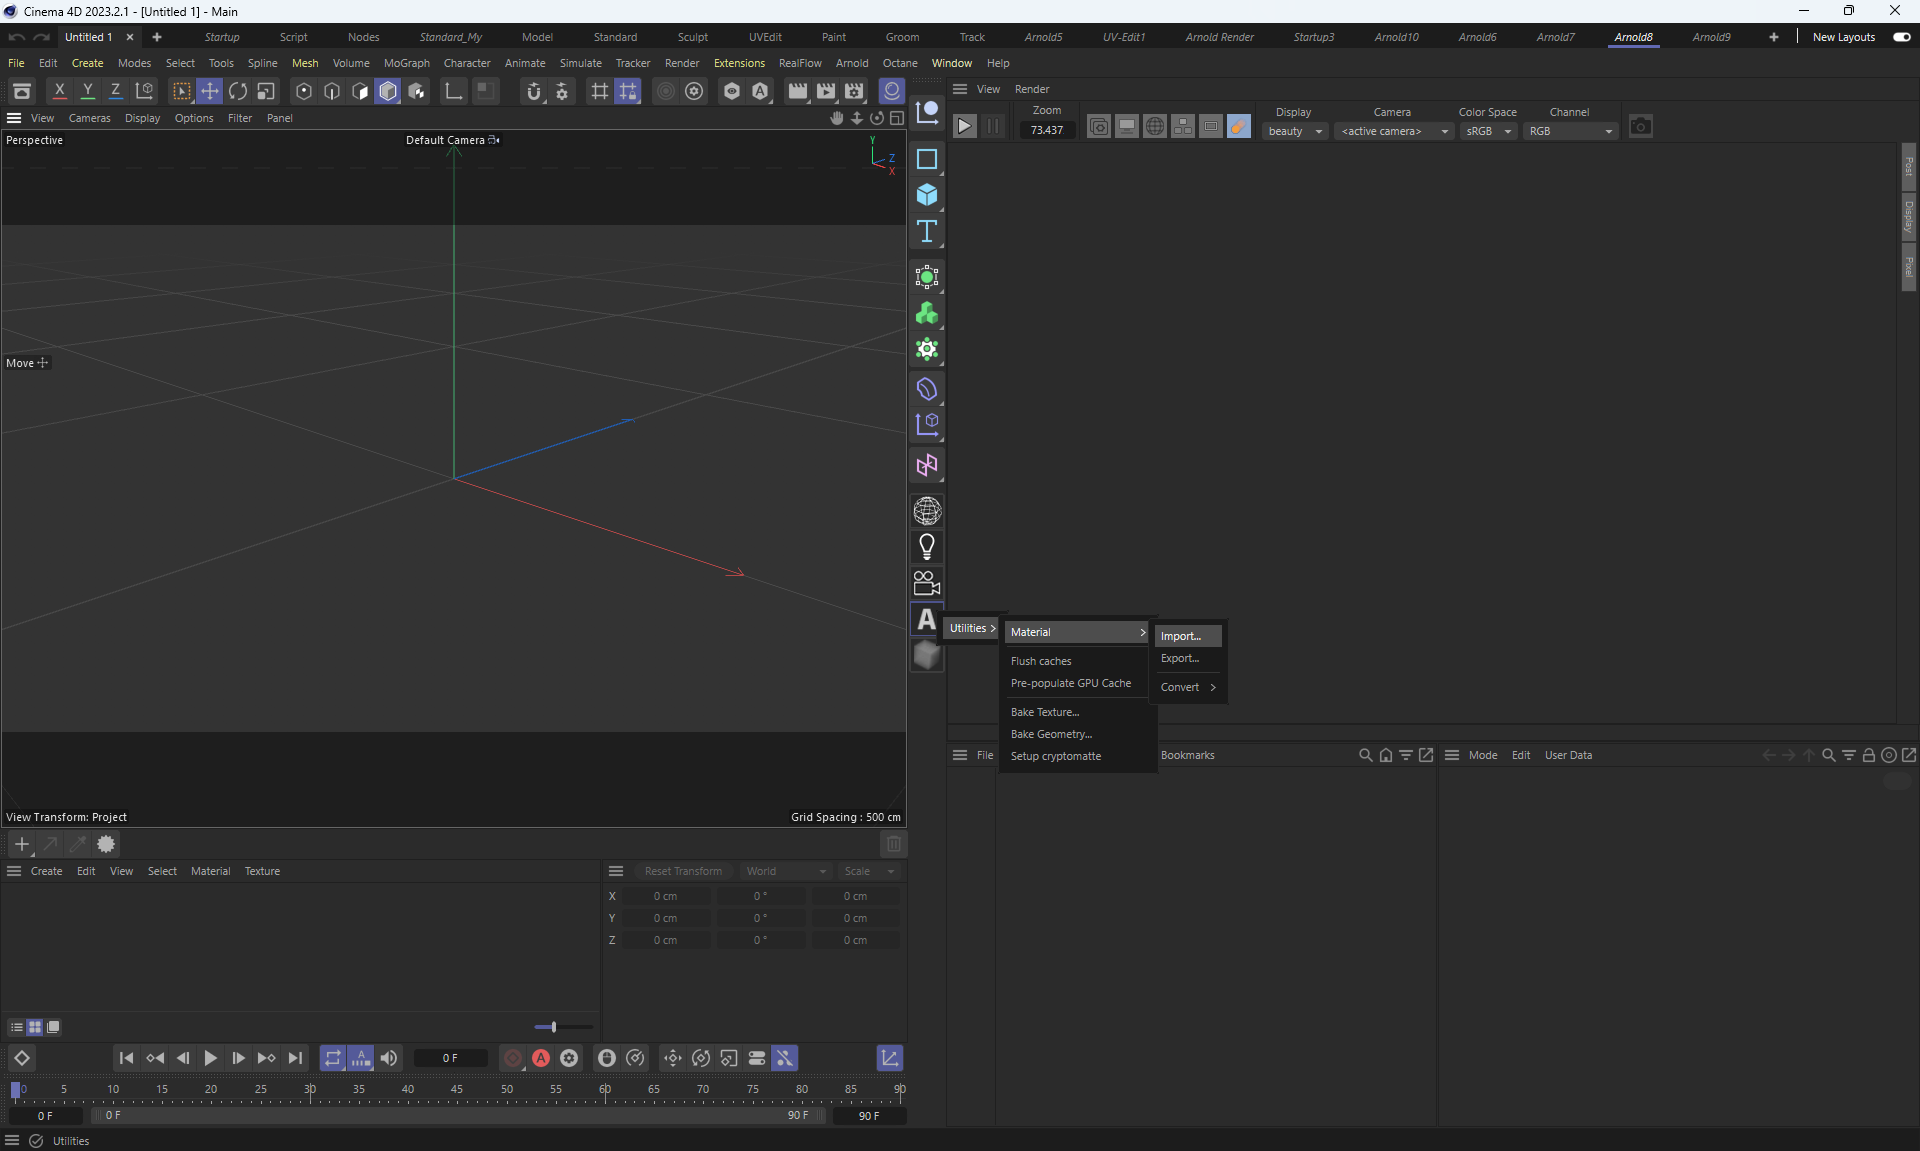 Cinema 4D 2023.2.1 - [Untitled 1] - Main
Untitled 1 Startup Script Nodes Standard_My Model Standard Sculpt UVEdit Paint Groom Track Arnold5 UV-Edit1 Arnold Render Startup3 Arnold10 Arnold6 Arnold7 Arnold8 Arnold9 New Layouts
File Edit Create Modes Select Tools Spline Mesh Volume MoGraph Character Animate Simulate Tracker Render Extensions RealFlow Arnold Octane Window Help
X Y Z
View Render
View Cameras Display Options Filter Panel
Zoom Display Camera Color Space Channel
73.437 beauty <active camera> sRGB RGB
Perspective
Default Camera
Y
Z
X
Post
Display
Pixel
Move
Utilities >
Material
Import...
Export...
Convert
Flush caches
Pre-populate GPU Cache
Bake Texture...
Bake Geometry...
Setup cryptomatte
File
Bookmarks
Mode Edit User Data
View Transform: Project
Grid Spacing : 500 cm
Create Edit View Select Material Texture
Reset Transform World Scale
X 0 cm 0 ° 0 cm
Y 0 cm 0 ° 0 cm
Z 0 cm 0 ° 0 cm
0 F
0 5 10 15 20 25 30 35 40 45 50 55 60 65 70 75 80 85 90
0 F 0 F 90 F 90 F
Utilities